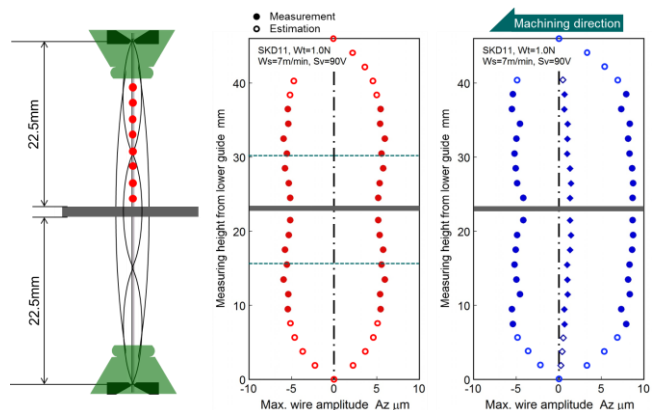 22.5mm
22.5mm
Measurement
Estimation
SKD11, Wt=1.0N
Ws=7m/min, Sv=90V
Measuring height from lower guide mm
40
30
20
10
0
-10
-5
0
5
10
Max. wire amplitude Az μm
Machining direction
SKD11, Wt=1.0N
Ws=7m/min, Sv=90V
Measuring height from lower guide mm
40
30
20
10
0
-10
-5
0
5
10
Max. wire amplitude Az μm